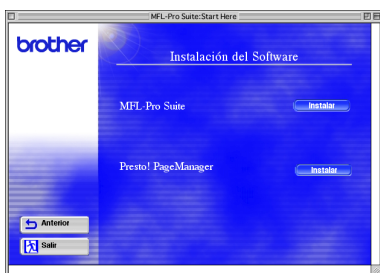 MFL-Pro Suite:Start Here
brother
Instalación del Software
MFL-Pro Suite
Instalar
Presto! PageManager
Instalar
Anterior
Salir